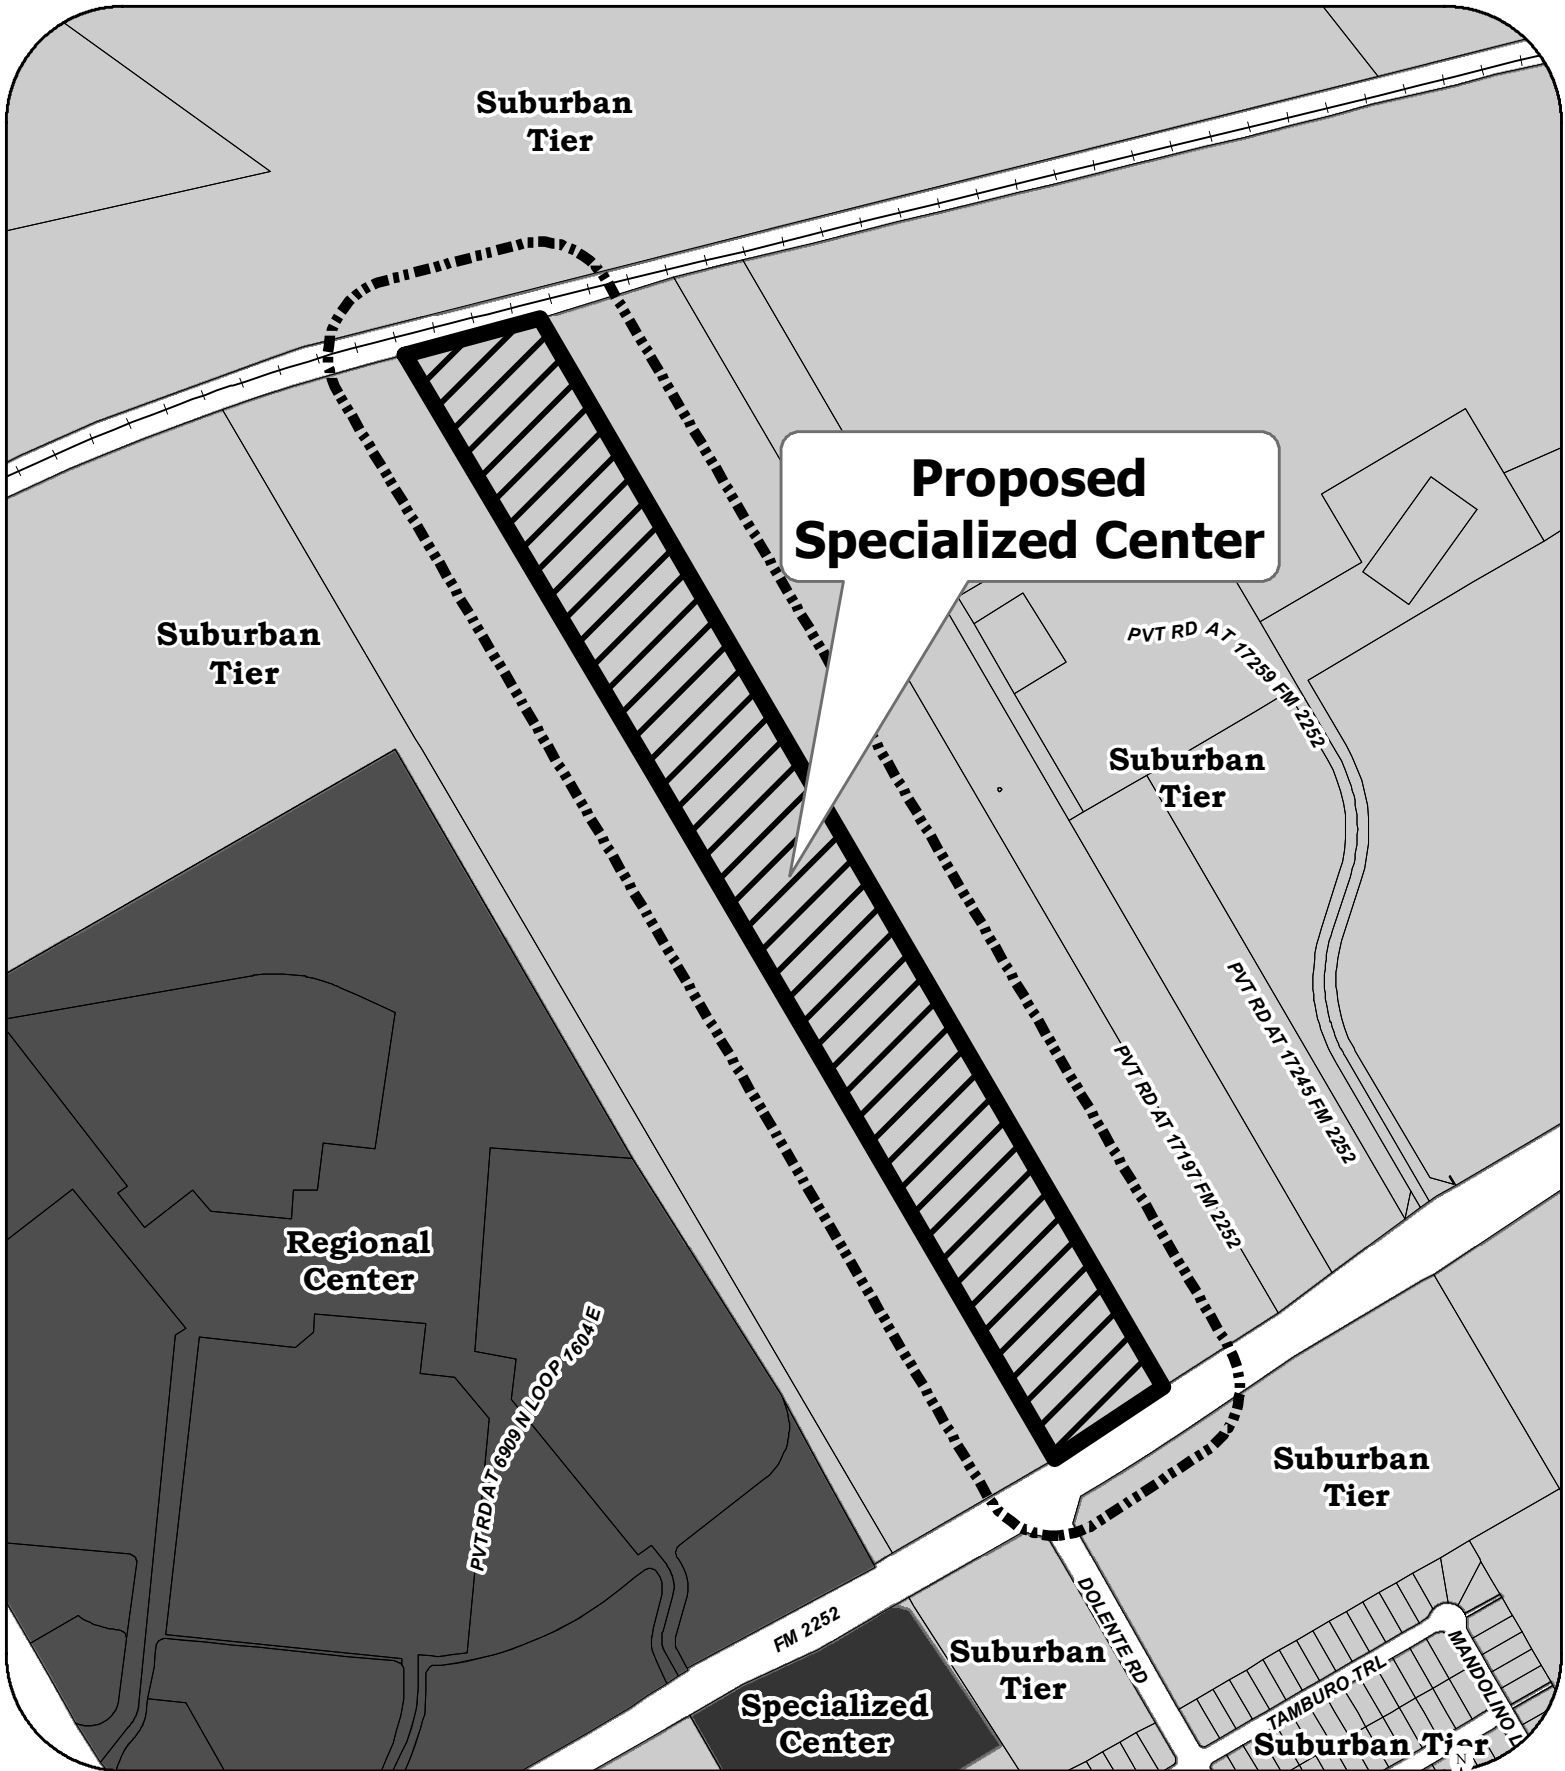 Suburban
Tier
Proposed
Specialized Center
Suburban
Tier
PVT RD AT 17259 FM 2252
Suburban
Tier
PVT RD AT 17245 FM 2252
PVT RD AT 17197 FM 2252
Regional
Center
PVT RD AT 6909 N LOOP 1604 E
Suburban
Tier
FM 2252
DOLENTE RD
Suburban
Tier
TAMBURO TRL
MANDOLINO L
Specialized
Center
Suburban Tier
N